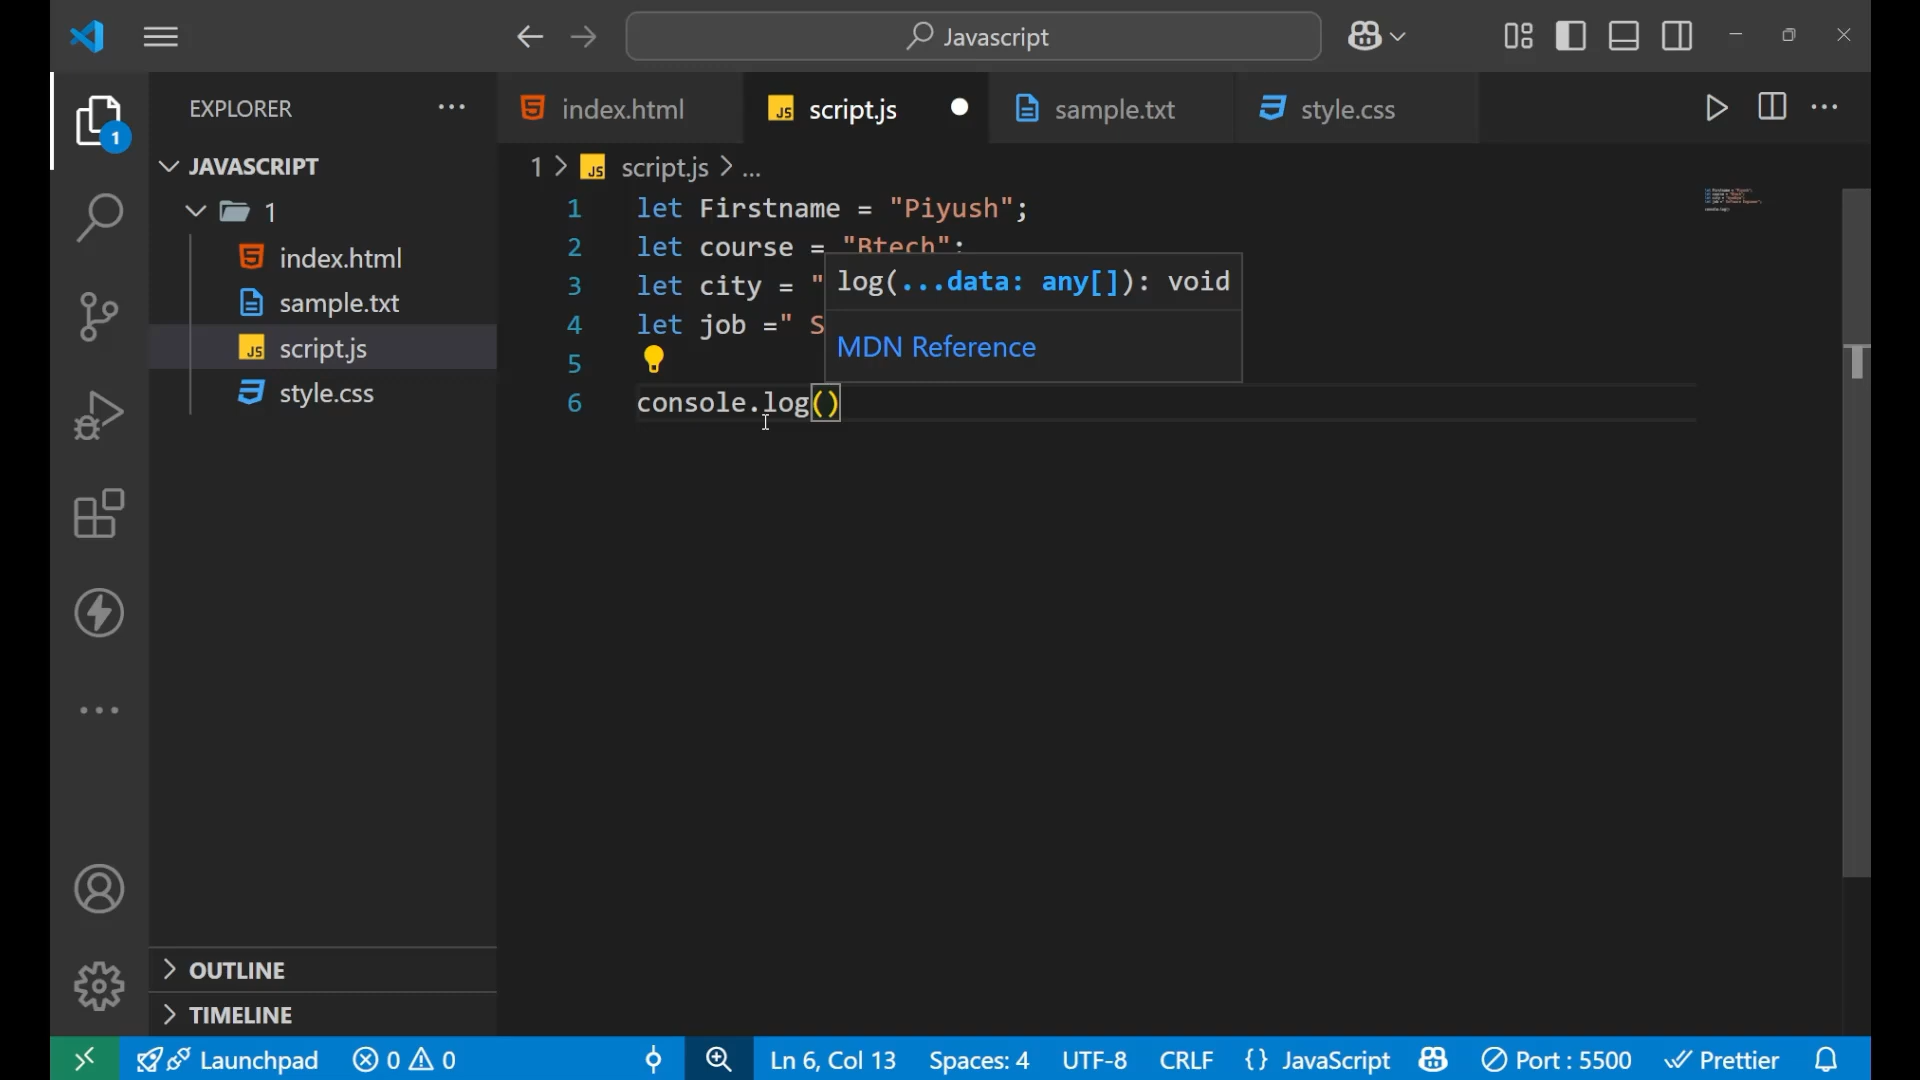 Javascript
EXPLORER
index.html
script.js
sample.txt
style.css
1
JAVASCRIPT
1 > script.js > ...
1
index.html
sample.txt
script.js
style.css
1 let Firstname = "Piyush";
2 let course = "Btech";
3 let city = "
4 let job =" S
5
6 console.log()
log(...data: any[]): void
MDN Reference
OUTLINE
TIMELINE
Launchpad 0 0 Ln 6, Col 13 Spaces: 4 UTF-8 CRLF {} JavaScript Port : 5500 Prettier